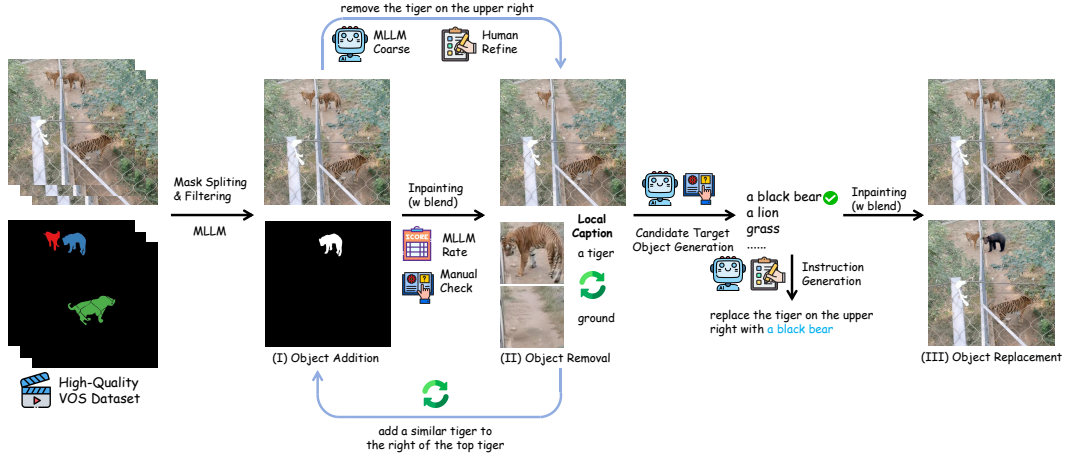 remove the tiger on the upper right
MLLM
Coarse
Human
Refine
Mask Spliting
& Filtering
MLLM
Inpainting
(w blend)
SCORE
MLLM
Rate
Manual
Check
Local
Caption
a tiger
ground
Candidate Target
Object Generation
a black bear
a lion
grass
......
Inpainting
(w blend)
Instruction
Generation
replace the tiger on the upper
right with a black bear
(I) Object Addition
(II) Object Removal
(III) Object Replacement
High-Quality
VOS Dataset
add a similar tiger to
the right of the top tiger